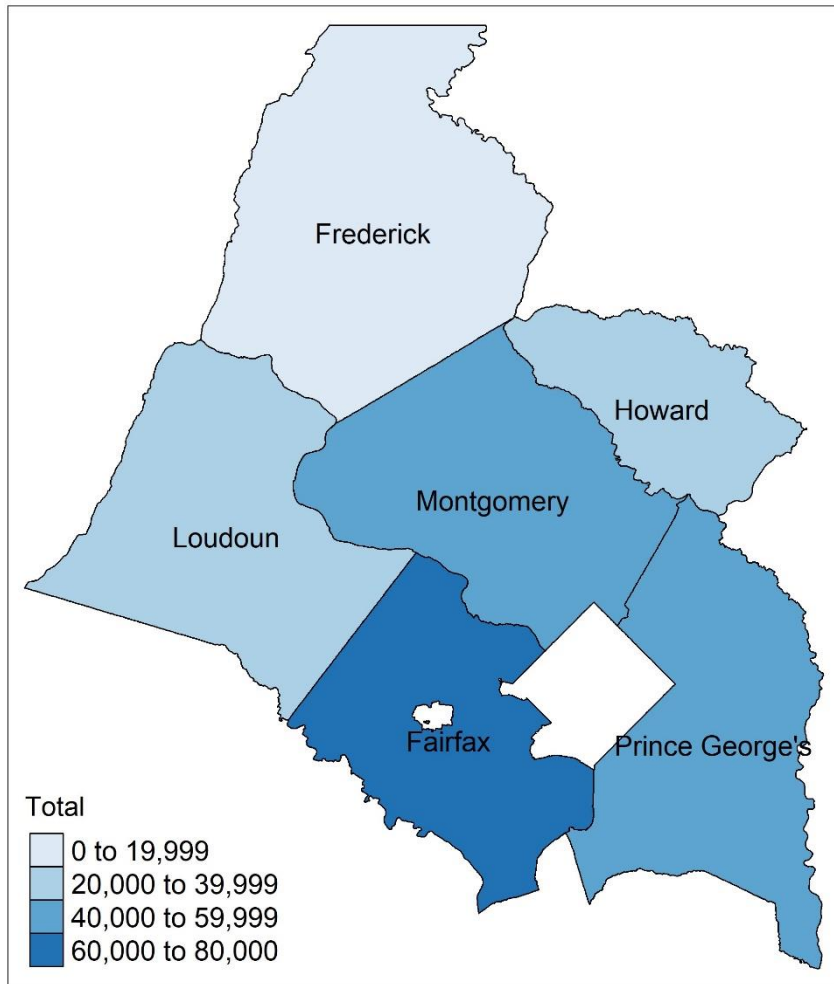 Frederick
Howard
Montgomery
Loudoun
Fairfax
Prince George's
Total
0 to 19,999
20,000 to 39,999
40,000 to 59,999
60,000 to 80,000